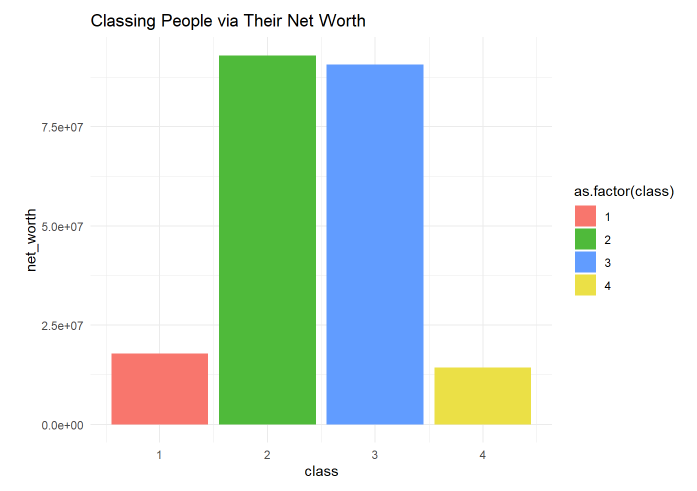 Classing People via Their Net Worth
net_worth
7.5e+07
5.0e+07
2.5e+07
0.0e+00
1
2
3
4
class
as.factor(class)
1
2
3
4